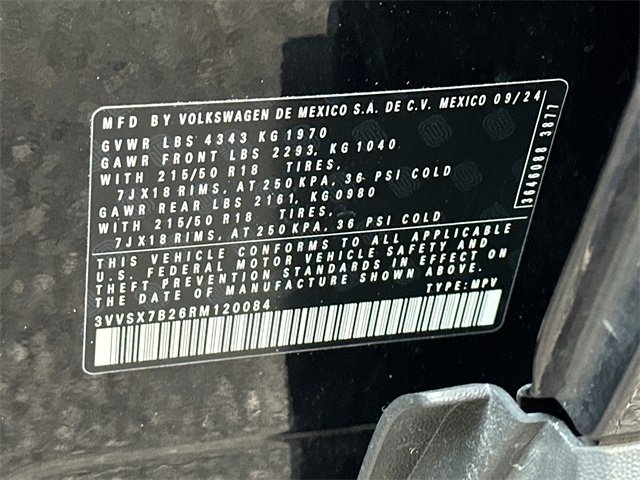 MFD BY VOLKSWAGEN DE MEXICO S.A. DE C.V. MEXICO 09/24
GVWR LBS 4343 KG 1970
GAWR FRONT LBS 2293, KG 1040
WITH 215/50 R18 TIRES,
7JX18 RIMS, AT 250 KPA, 36 PSI COLD
GAWR REAR LBS 2161, KG 0980
WITH 215/50 R18 TIRES,
7JX18 RIMS, AT 250 KPA, 36 PSI COLD
THIS VEHICLE CONFORMS TO ALL APPLICABLE
U.S. FEDERAL MOTOR VEHICLE SAFETY AND
THEFT PREVENTION STANDARDS IN EFFECT ON
THE DATE OF MANUFACTURE SHOWN ABOVE.
3VVSX7B26RM120084 TYPE: MPV
3877